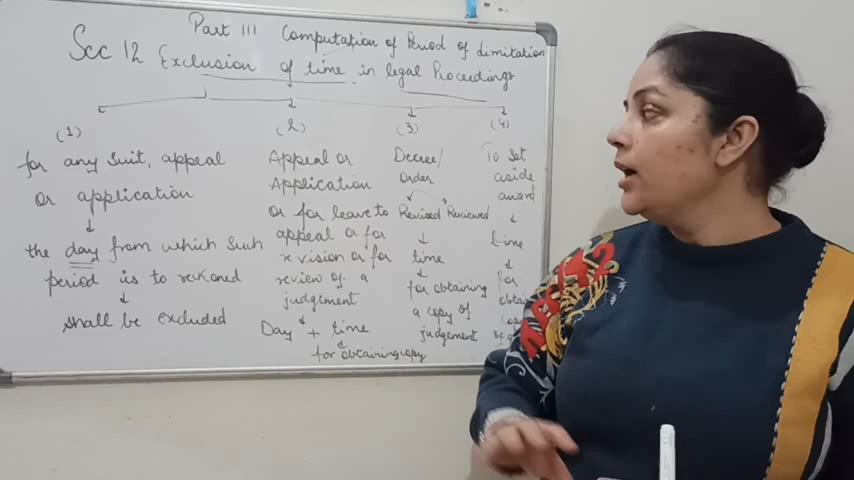 Part III Computation of Period of Limitation
Sec 12 Exclusion of time in legal Proceedings
(1)
for any suit, appeal
or application
the day from which such
period is to reckoned
shall be excluded
(2)
Appeal or
Application
or for leave to
appeal or for
revision or for
review of a
judgement
Day + time
for obtaining copy
(3)
Decree/
order
Revised Reviewed
time
for obtaining
a copy of
judgement
(4)
To set
aside
award
time
for